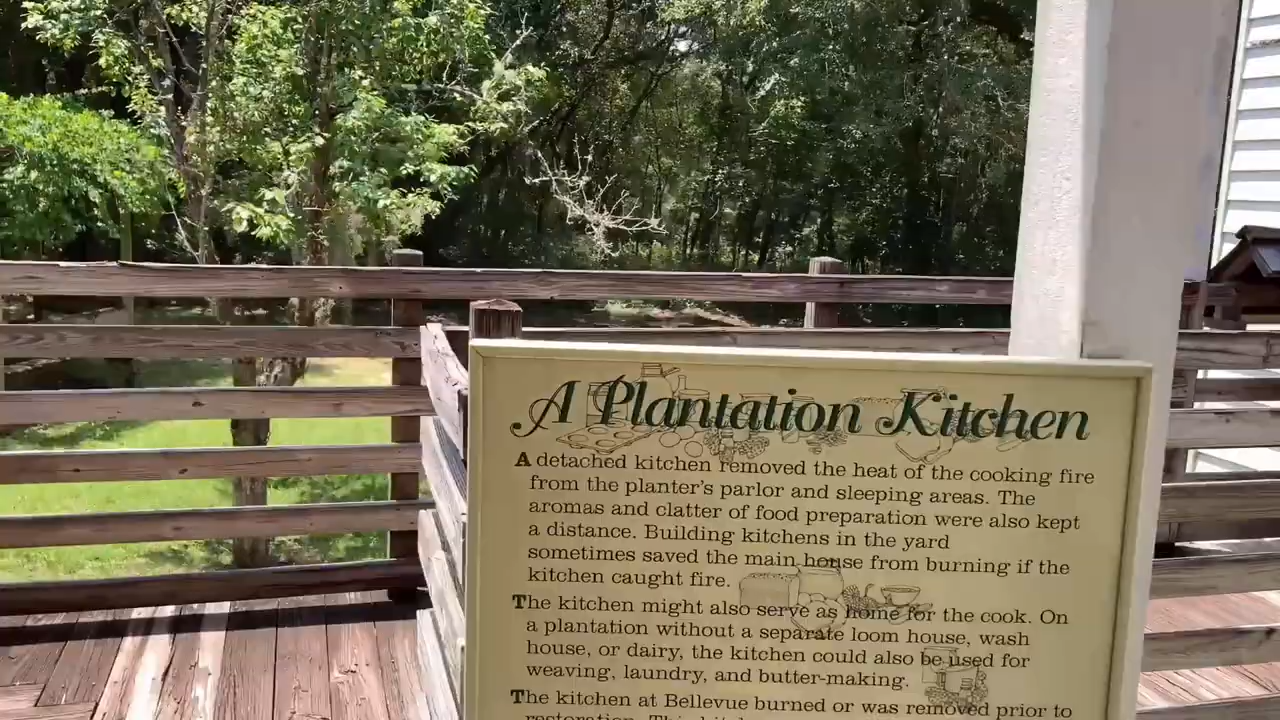 A Plantation Kitchen
A detached kitchen removed the heat of the cooking fire
from the planter's parlor and sleeping areas. The
aromas and clatter of food preparation were also kept
a distance. Building kitchens in the yard
sometimes saved the main house from burning if the
kitchen caught fire.
The kitchen might also serve as home for the cook. On
a plantation without a separate loom house, wash
house, or dairy, the kitchen could also be used for
weaving, laundry, and butter-making.
The kitchen at Bellevue burned or was removed prior to
restoration. This